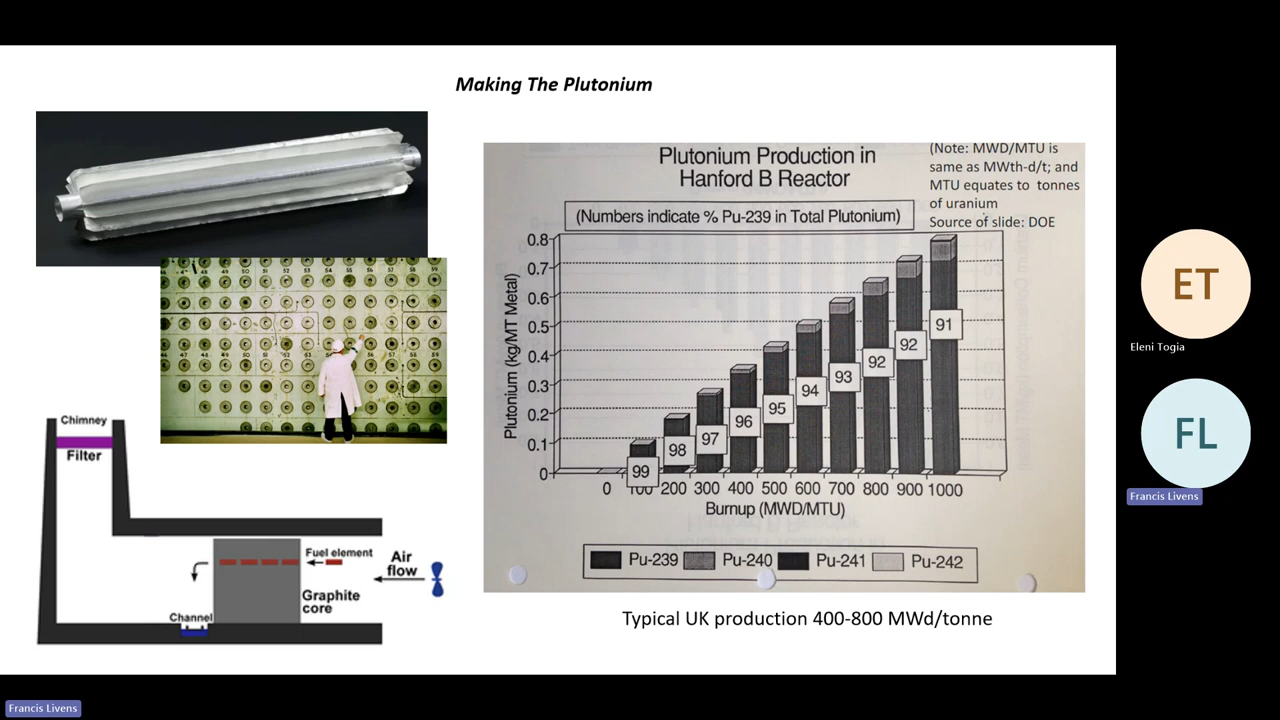 Making The Plutonium
Plutonium Production in
Hanford B Reactor
(Note: MWD/MTU is
same as MWth-d/t; and
MTU equates to tonnes
of uranium
Source of slide: DOE
(Numbers indicate % Pu-239 in Total Plutonium)
Plutonium (kg/MT Metal)
0.8
0.7
0.6
0.5
0.4
0.3
0.2
0.1
0
99
98
97
96
95
94
93
92
92
91
0 100 200 300 400 500 600 700 800 900 1000
Burnup (MWD/MTU)
Pu-239 Pu-240 Pu-241 Pu-242
Typical UK production 400-800 MWd/tonne
Chimney
Filter
Fuel element
Air
flow
Graphite
core
Channel
ET
Eleni Togia
FL
Francis Livens
Francis Livens